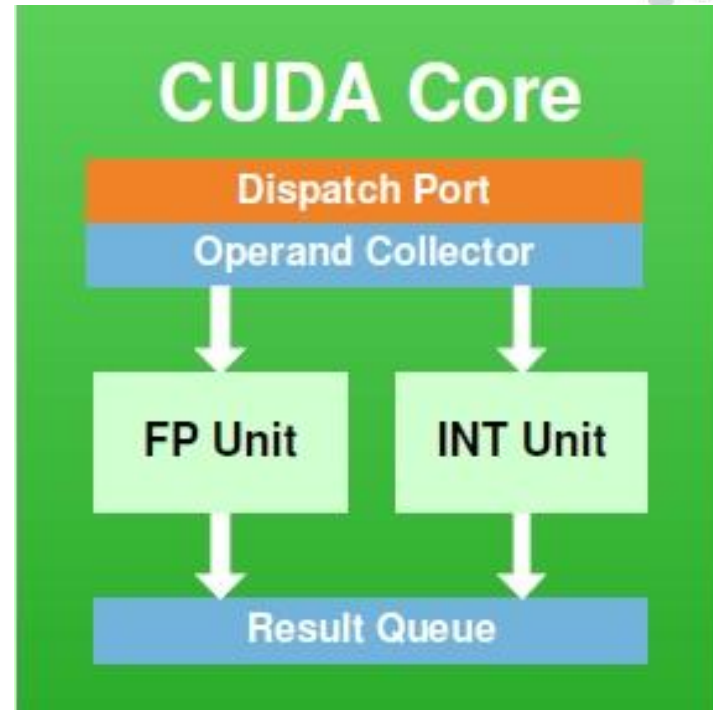 CUDA Core
Dispatch Port
Operand Collector
FP Unit
INT Unit
Result Queue